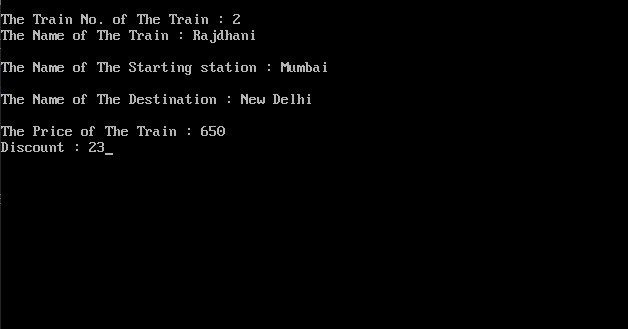 The Train No. of The Train : 2
The Name of The Train : Rajdhani
The Name of The Starting station : Mumbai
The Name of The Destination : New Delhi
The Price of The Train : 650
Discount : 23_